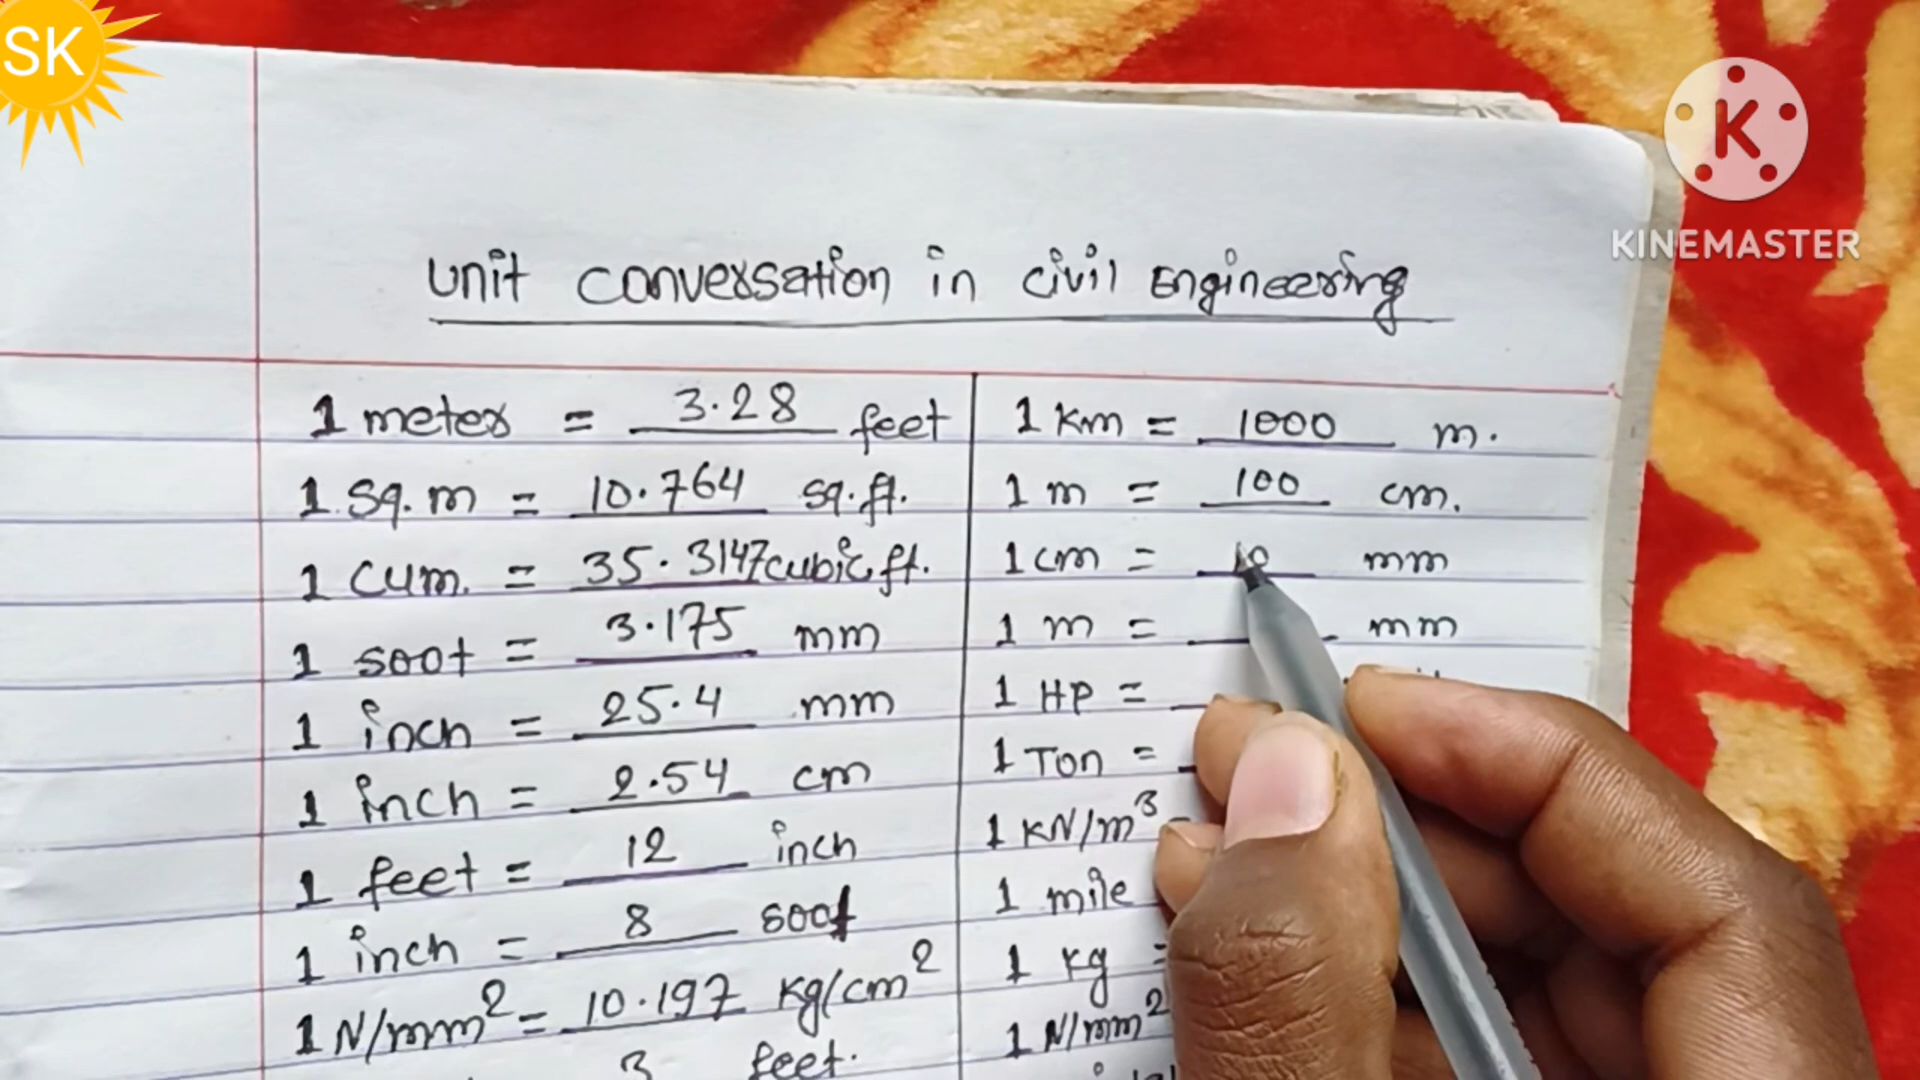 SK
KINEMASTER
Unit conversation in civil Engineering
1 meter = 3.28 feet
1 Sq.m = 10.764 sq.ft.
1 cum. = 35.3147 cubic ft.
1 soot = 3.175 mm
1 inch = 25.4 mm
1 inch = 2.54 cm
1 feet = 12 inch
1 inch = 8 soot
1 N/mm² = 10.197 kg/cm²
3 feet.
1 km = 1000 m.
1 m = 100 cm.
1 cm = 10 mm
1 m = mm
1 HP =
1 Ton =
1 KN/m³
1 mile
1 kg =
1 N/mm²